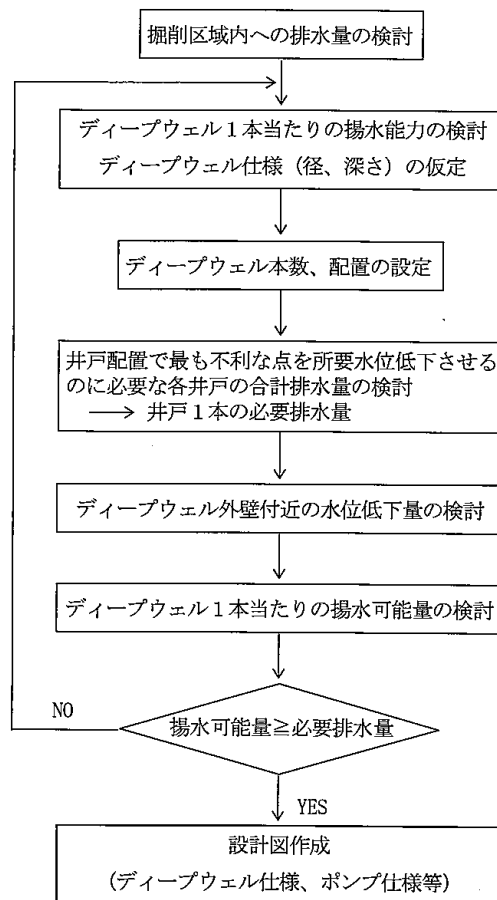 掘削区域内への排水量の検討
ディープウェル１本当たりの揚水能力の検討
ディープウェル仕様（径、深さ）の仮定
ディープウェル本数、配置の設定
井戸配置で最も不利な点を所要水位低下させる
のに必要な各井戸の合計排水量の検討
→ 井戸１本の必要排水量
ディープウェル外壁付近の水位低下量の検討
ディープウェル１本当たりの揚水可能量の検討
NO
揚水可能量≧必要排水量
YES
設計図作成
(ディープウェル仕様、ポンプ仕様等)